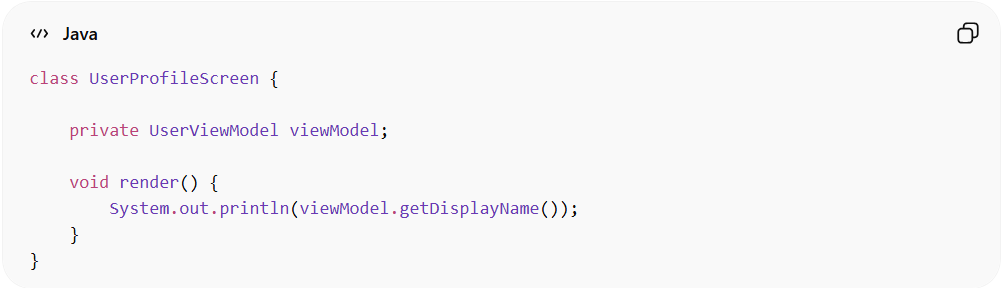 </> Java
class UserProfileScreen {
    private UserViewModel viewModel;
    void render() {
        System.out.println(viewModel.getDisplayName());
    }
}